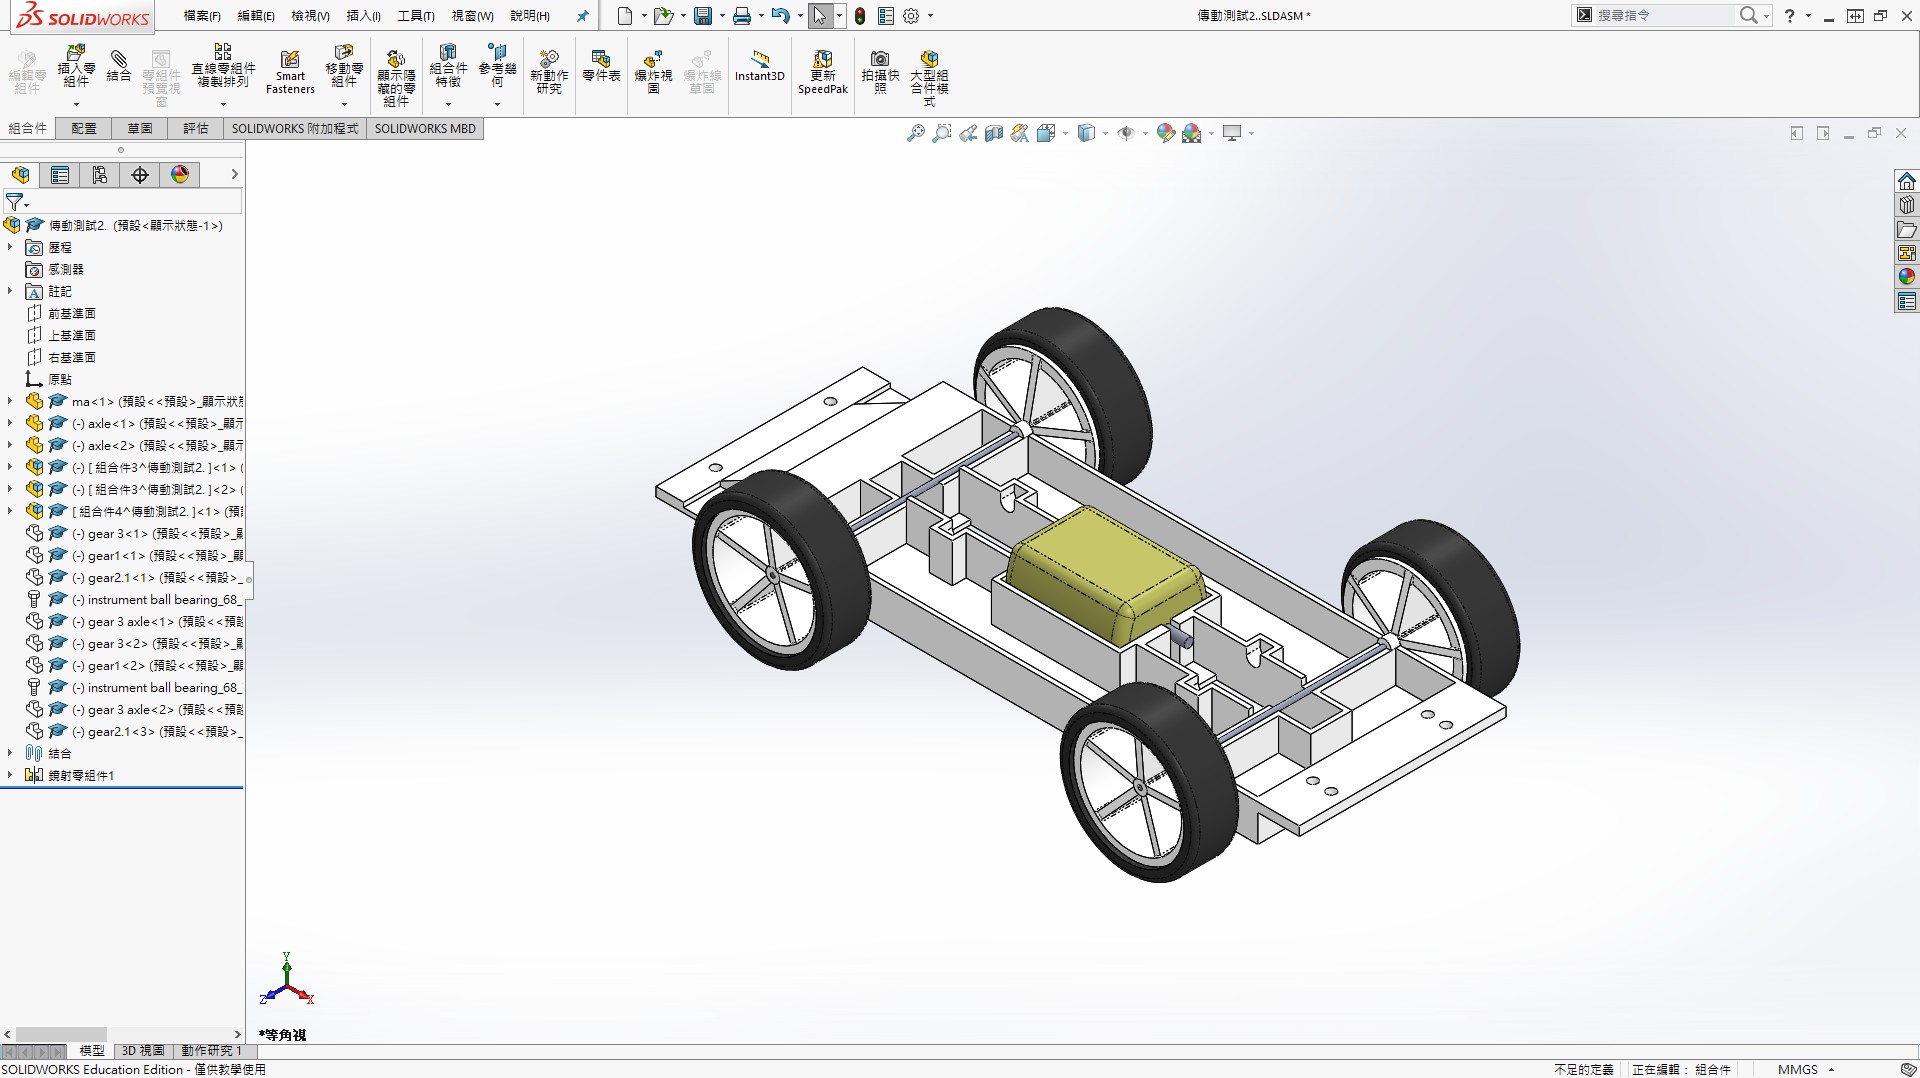 SOLIDWORKS
檔案(F) 編輯(E) 檢視(V) 插入(I) 工具(T) 視窗(W) 說明(H)
傳動測試2..SLDASM *
搜尋指令
編輯零組件
插入零組件
結合
零組件預覽視窗
直線零組件複製排列
Smart Fasteners
移動零組件
顯示隱藏的零組件
組合件特徵
參考幾何
新動作研究
零件表
爆炸視圖
爆炸線草圖
Instant3D
更新 SpeedPak
拍攝快照
大型組合件模式
組合件 配置 草圖 評估 SOLIDWORKS 附加程式 SOLIDWORKS MBD
傳動測試2. (預設<顯示狀態-1>)
歷程
感測器
A 註記
前基準面
上基準面
右基準面
原點
ma<1> (預設<<預設>_顯示狀態
(-) axle<1> (預設<<預設>_顯示
(-) axle<2> (預設<<預設>_顯示
(-) [ 組合件3^傳動測試2. ]<1> (
(-) [ 組合件3^傳動測試2. ]<2> (
[ 組合件4^傳動測試2. ]<1> (預設
(-) gear 3<1> (預設<<預設>_顯
(-) gear1<1> (預設<<預設>_顯
(-) gear2.1<1> (預設<<預設>_
(-) instrument ball bearing_68_
(-) gear 3 axle<1> (預設<<預設
(-) gear 3<2> (預設<<預設>_顯
(-) gear1<2> (預設<<預設>_顯
(-) instrument ball bearing_68_
(-) gear 3 axle<2> (預設<<預設
(-) gear2.1<3> (預設<<預設>_
結合
鏡射零組件1
Y
Z X
*等角視
模型 3D 視圖 動作研究 1
SOLIDWORKS Education Edition - 僅供教學使用
不足的定義 正在編輯： 組合件 MMGS